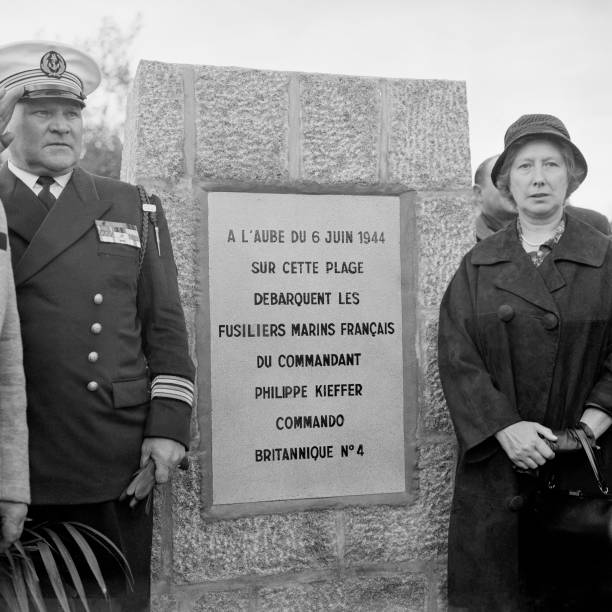 A L'AUBE DU 6 JUIN 1944
SUR CETTE PLAGE
DEBARQUENT LES
FUSILIERS MARINS FRANÇAIS
DU COMMANDANT
PHILIPPE KIEFFER
COMMANDO
BRITANNIQUE N° 4